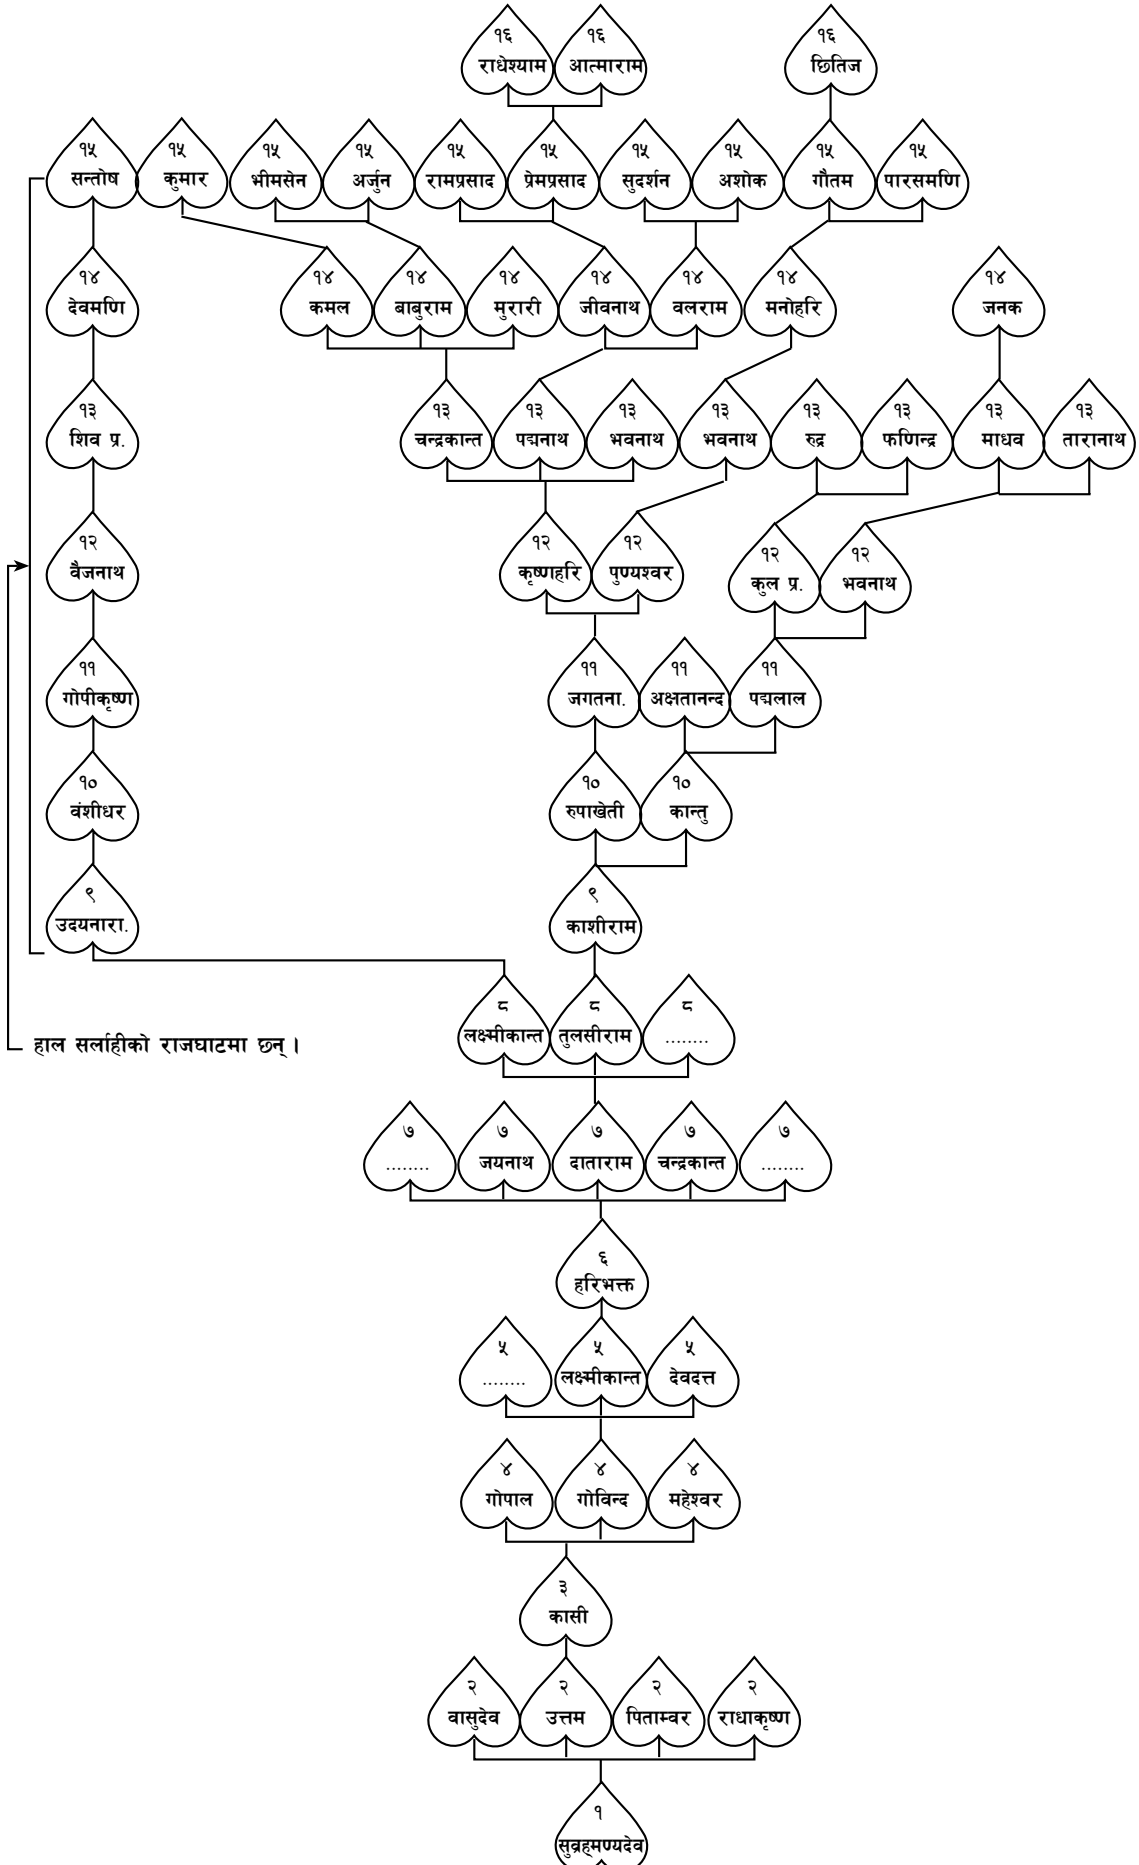 १६ १६ १६
राधेश्याम आत्माराम छितिज
१५ १५ १५ १५ १५ १५ १५ १५ १५ १५
सन्तोष कुमार भीमसेन अर्जुन रामप्रसाद प्रेमप्रसाद सुदर्शन अशोक गौतम पारसमणि
१४ १४ १४ १४ १४ १४ १४ १४
देवमणि कमल बाबुराम मुरारी जीवनाथ वलराम मनोहरि जनक
१३ १३ १३ १३ १३ १३ १३ १३ १३
शिव प्र. चन्द्रकान्त पद्मनाथ भवनाथ भवनाथ रुद्र फणिन्द्र माधव तारानाथ
१२ १२ १२ १२ १२
वैजनाथ कृष्णहरि पुण्यश्वर कुल प्र. भवनाथ
११ ११ ११ ११
गोपीकृष्ण जगतना. अक्षतानन्द पद्मलाल
१० १० १०
वंशीधर रुपाखेती कान्तु
९ ९
उदयनारा. काशीराम
८ ८ ८
लक्ष्मीकान्त तुलसीराम ........
हाल सर्लाहीको राजघाटमा छन् ।
७ ७ ७ ७ ७
........ जयनाथ दाताराम चन्द्रकान्त ........
६
हरिभक्त
५ ५ ५
........ लक्ष्मीकान्त देवदत्त
४ ४ ४
गोपाल गोविन्द महेश्वर
३
कासी
२ २ २ २
वासुदेव उत्तम पिताम्वर राधाकृष्ण
१
सुव्रह्मण्यदेव